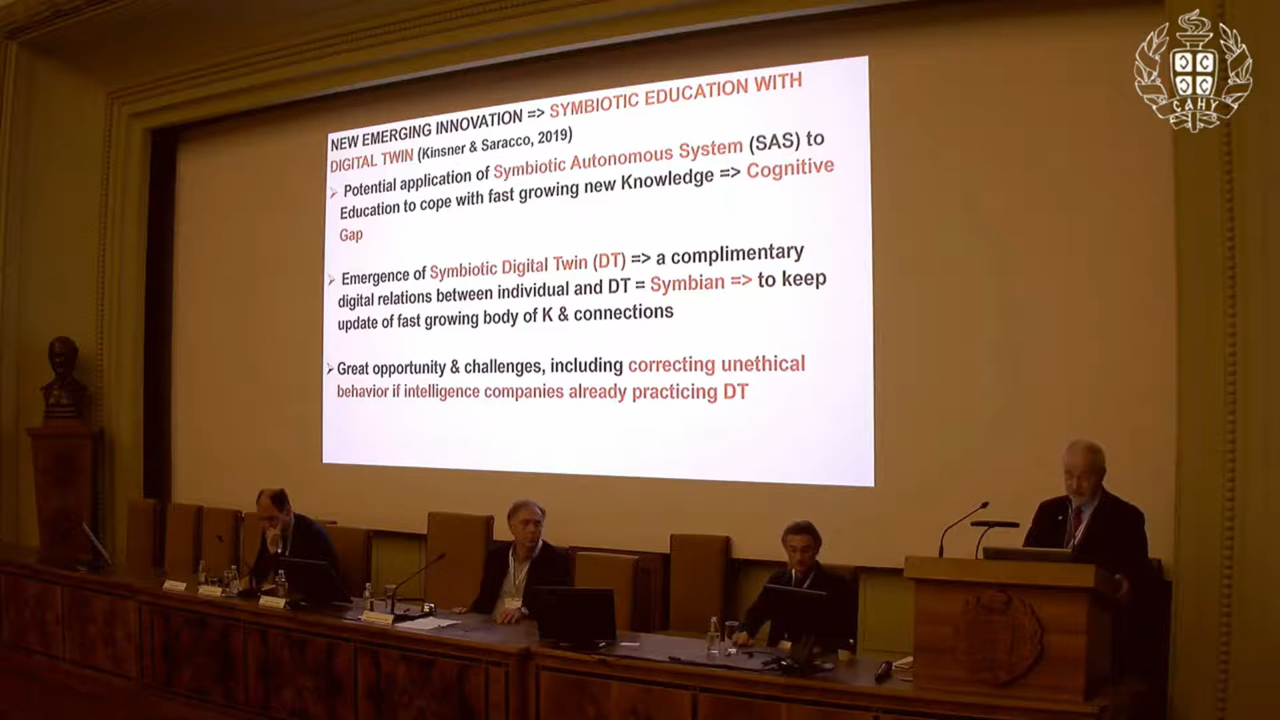 NEW EMERGING INNOVATION => SYMBIOTIC EDUCATION WITH
DIGITAL TWIN (Kinsner & Saracco, 2019)
➢ Potential application of Symbiotic Autonomous System (SAS) to
Education to cope with fast growing new Knowledge => Cognitive
Gap
➢ Emergence of Symbiotic Digital Twin (DT) => a complimentary
digital relations between individual and DT = Symbian => to keep
update of fast growing body of K & connections
➢ Great opportunity & challenges, including correcting unethical
behavior if intelligence companies already practicing DT
САНУ